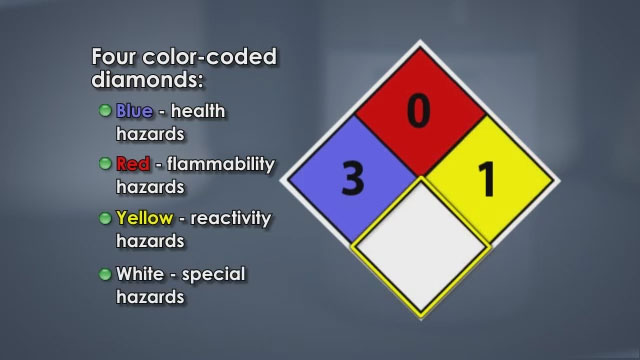 Four color-coded
diamonds:
Blue - health
hazards
Red - flammability
hazards
Yellow - reactivity
hazards
White - special
hazards
0
3
1